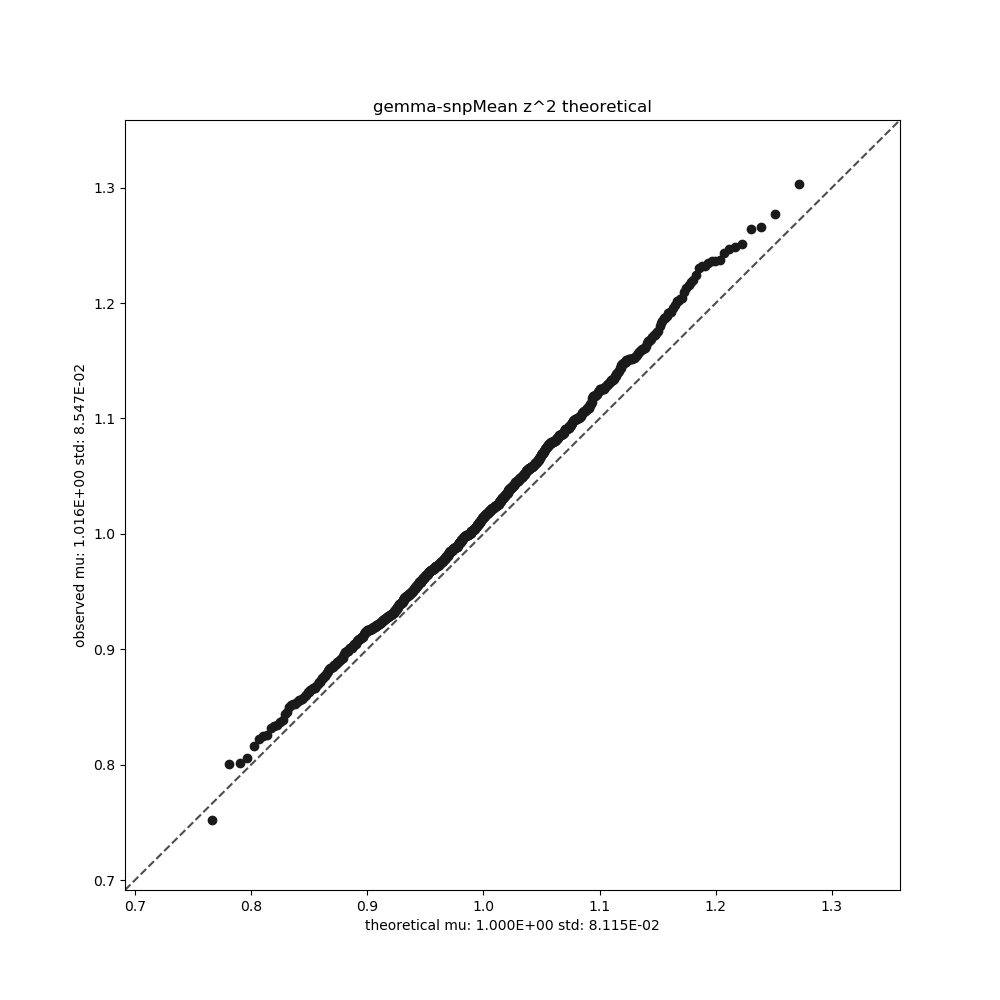 gemma-snpMean z^2 theoretical
1.3
1.2
1.1
1.0
0.9
0.8
0.7
observed mu: 1.016E+00 std: 8.547E-02
0.7 0.8 0.9 1.0 1.1 1.2 1.3
theoretical mu: 1.000E+00 std: 8.115E-02